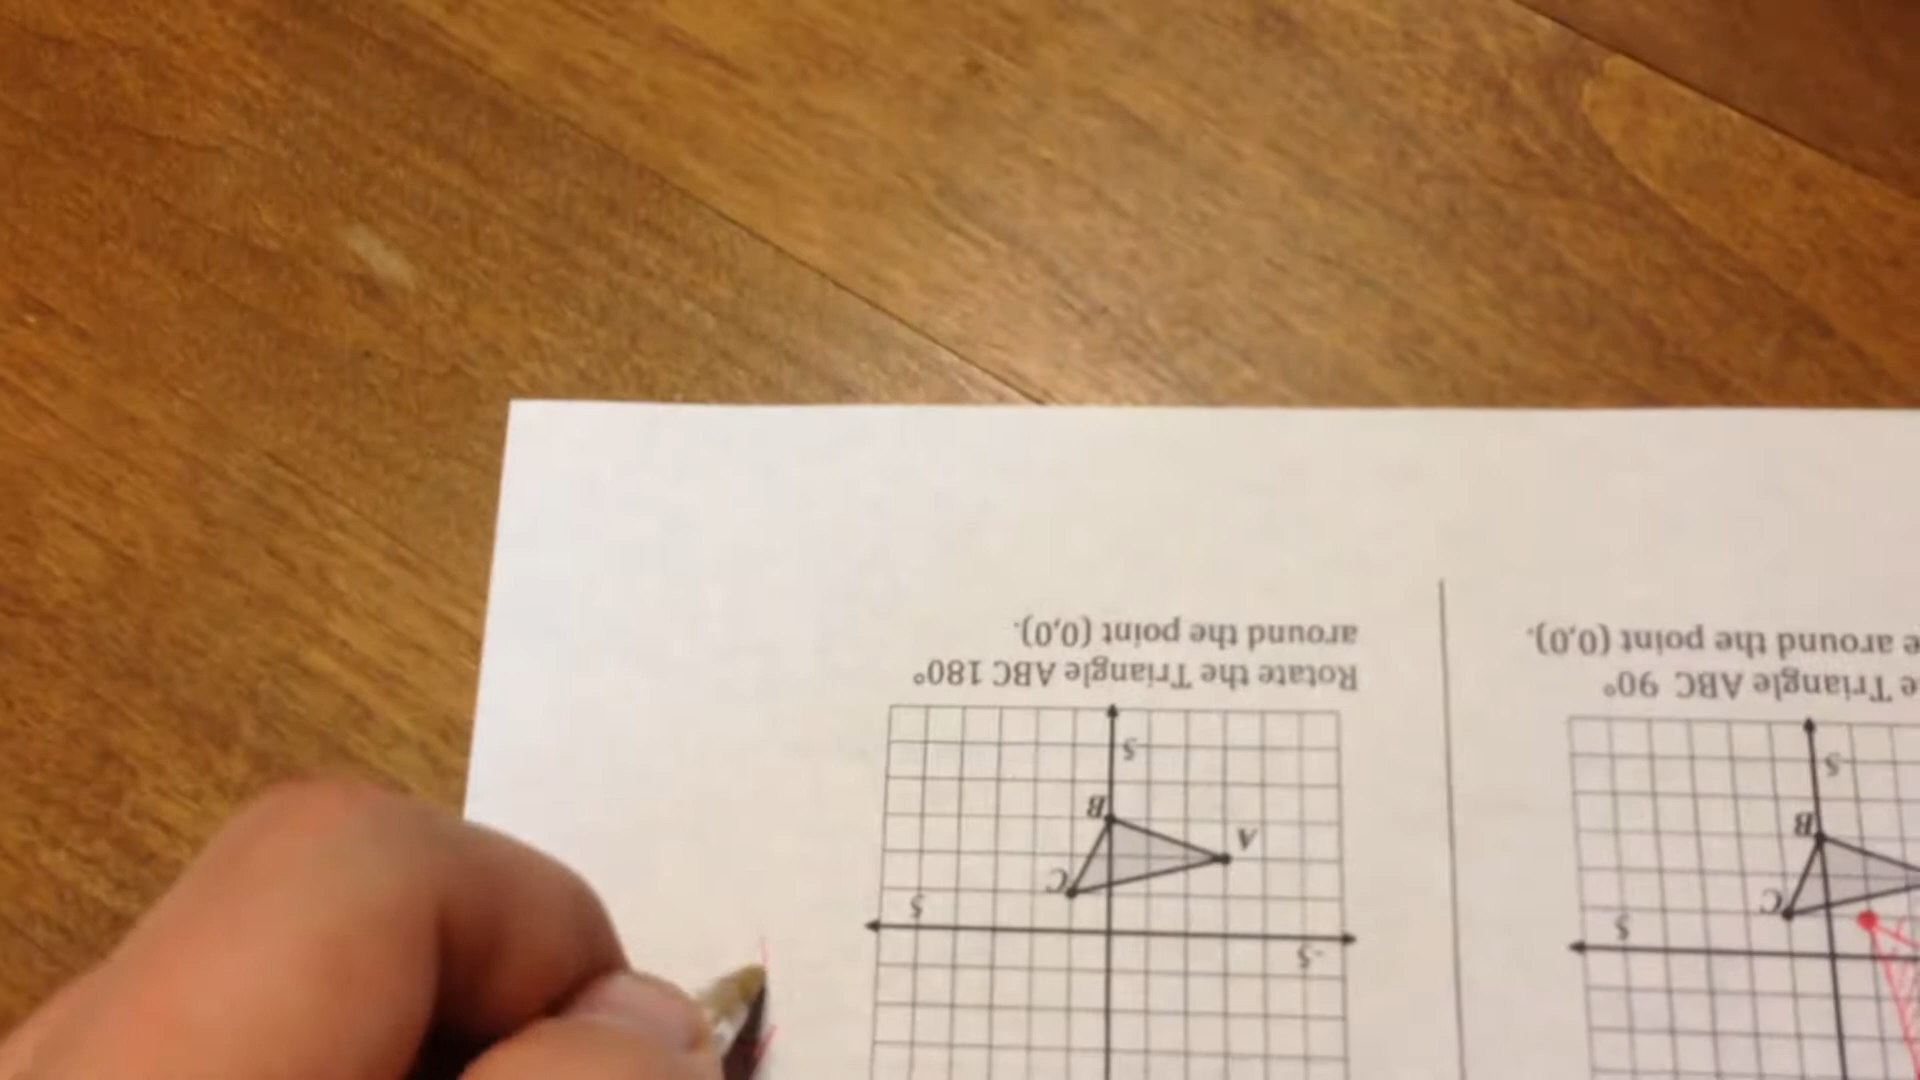 Rotate the Triangle ABC 180°
around the point (0,0).
5
B
A
C
5
-5
e Triangle ABC 90°
e around the point (0,0).
5
B
C
5